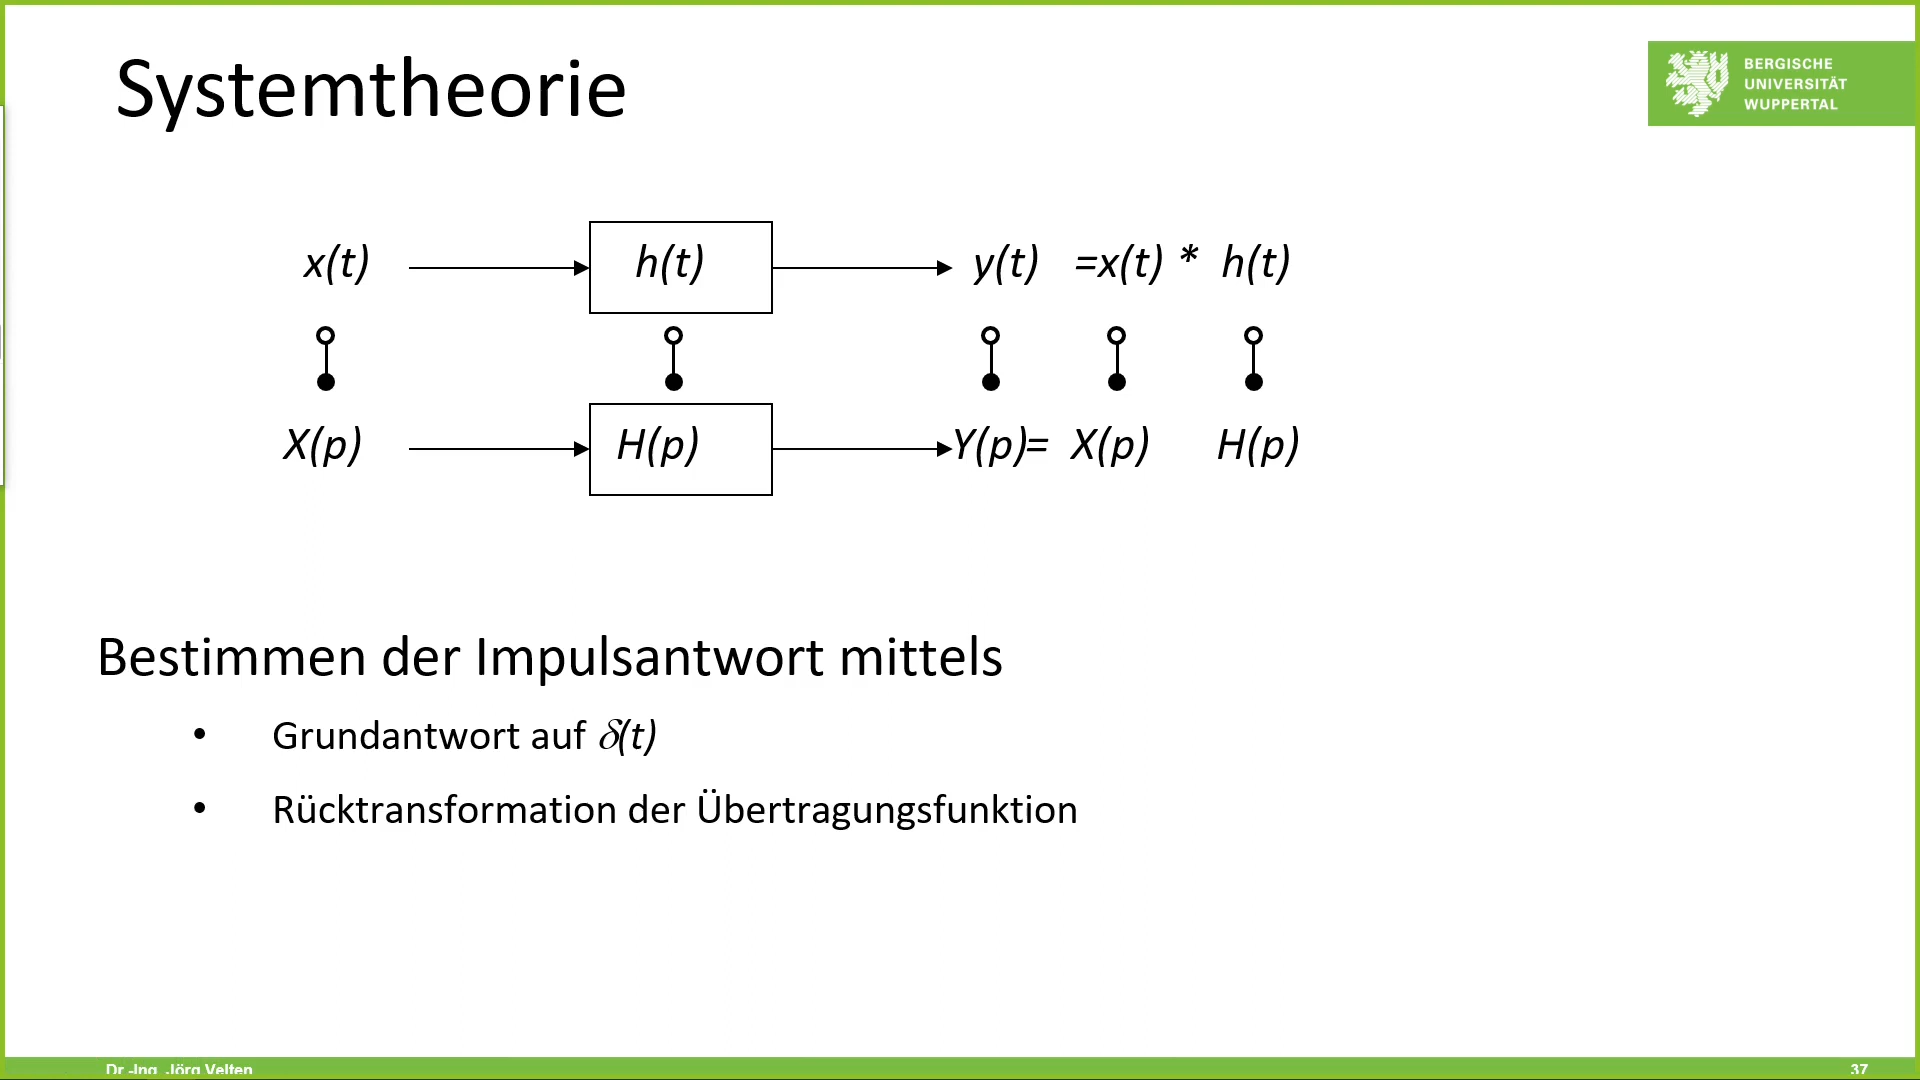 Systemtheorie
BERGISCHE
UNIVERSITÄT
WUPPERTAL
x(t) h(t) y(t) =x(t) * h(t)
X(p) H(p) Y(p)= X(p) H(p)
Bestimmen der Impulsantwort mittels
• Grundantwort auf δ(t)
• Rücktransformation der Übertragungsfunktion
Dr.-Ing. Jörg Velten 37